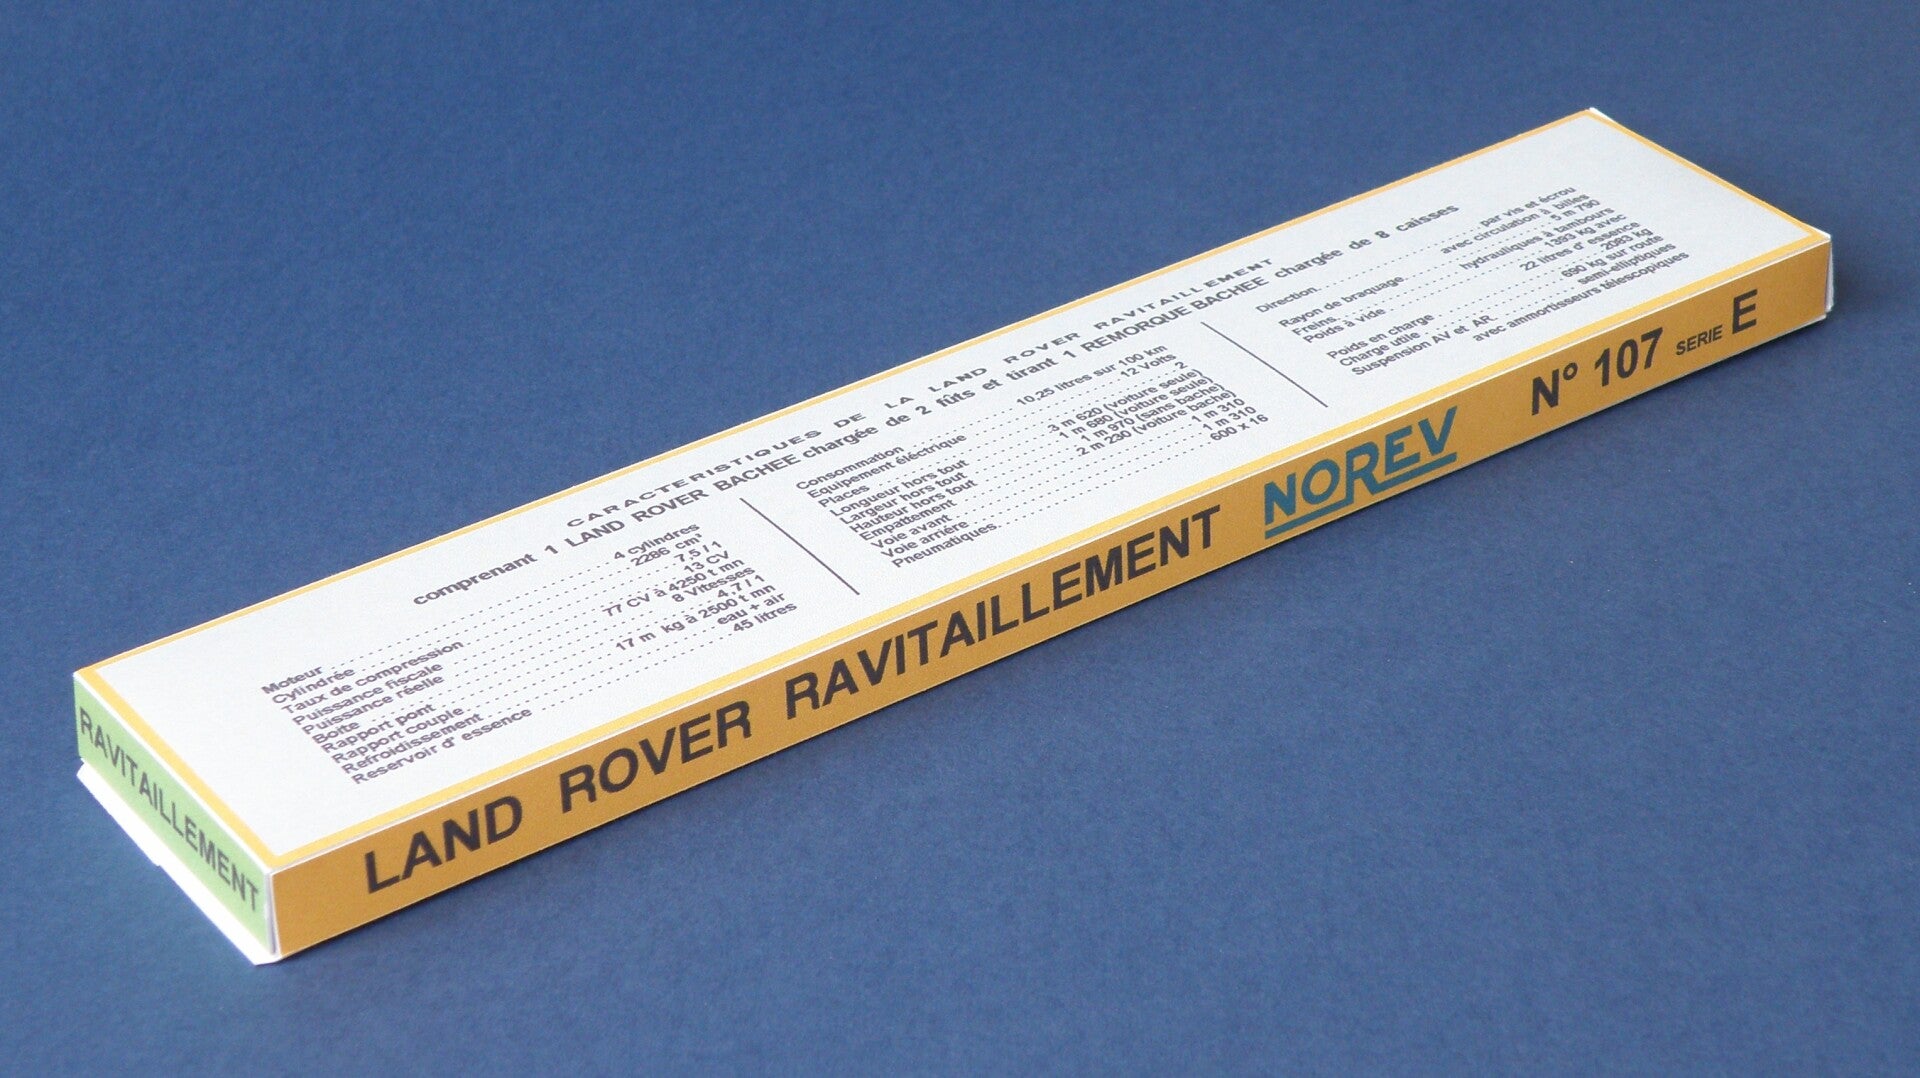 CARACTERISTIQUES DE LA LAND ROVER RAVITAILLEMENT
comprenant 1 LAND ROVER BACHEE chargée de 2 fûts et tirant 1 REMORQUE BACHEE chargée de 8 caisses
Moteur 4 cylindres
Cylindrée 2286 cm³
Taux de compression 7,5 / 1
Puissance fiscale 13 CV
Puissance réelle 77 CV à 4250 t mn
Boite 8 Vitesses
Rapport pont 4,7 / 1
Rapport couple 17 m kg à 2500 t mn
Refroidissement eau + air
Reservoir d' essence 45 litres
Consommation 10,25 litres sur 100 km
Equipement éléctrique 12 Volts
Places 2
Longueur hors tout 3 m 620 (voiture seule)
Largeur hors tout 1 m 680 (voiture seule)
Hauteur hors tout 1 m 970 (sans bache)
Empattement 2 m 230 (voiture bache)
Voie avant 1 m 310
Voie arrière 1 m 310
Pneumatiques 600 x 16
Direction par vis et écrou
avec circulation à billes
Rayon de braquage 5 m 790
Freins hydrauliques à tambours
Poids à vide 1393 kg avec
22 litres d' essence
Poids en charge 2083 kg
Charge utile 690 kg sur route
Suspension AV et AR semi-elliptiques
avec ammortisseurs télescopiques
RAVITAILLEMENT
LAND ROVER RAVITAILLEMENT NOREV N° 107 SERIE E